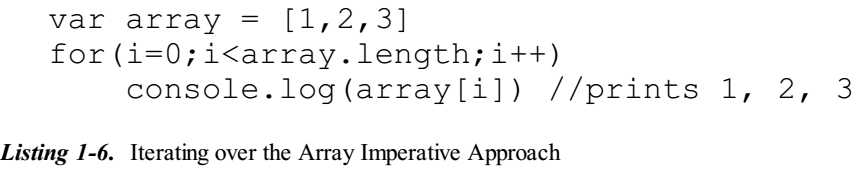 var array = [1,2,3]
for(i=0;i<array.length;i++)
console.log(array[i]) //prints 1, 2, 3
Listing 1-6. Iterating over the Array Imperative Approach